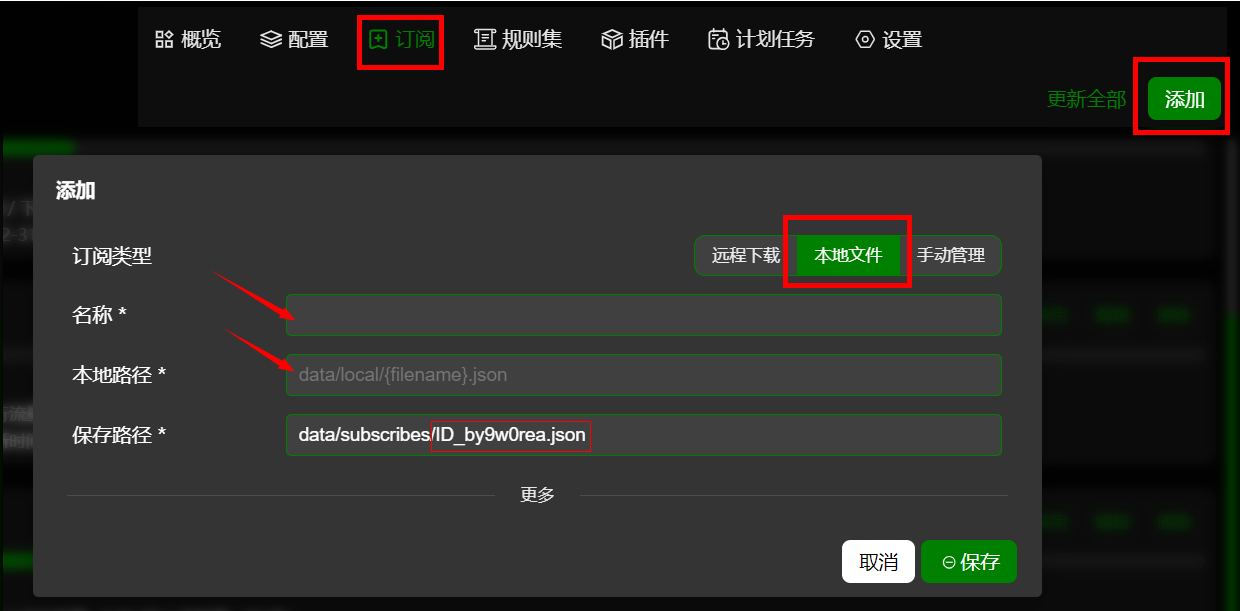 概览 配置 订阅 规则集 插件 计划任务 设置
更新全部 添加
添加
订阅类型 远程下载 本地文件 手动管理
名称 *
本地路径 * data/local/{filename}.json
保存路径 * data/subscribes/ID_by9w0rea.json
更多
取消 保存